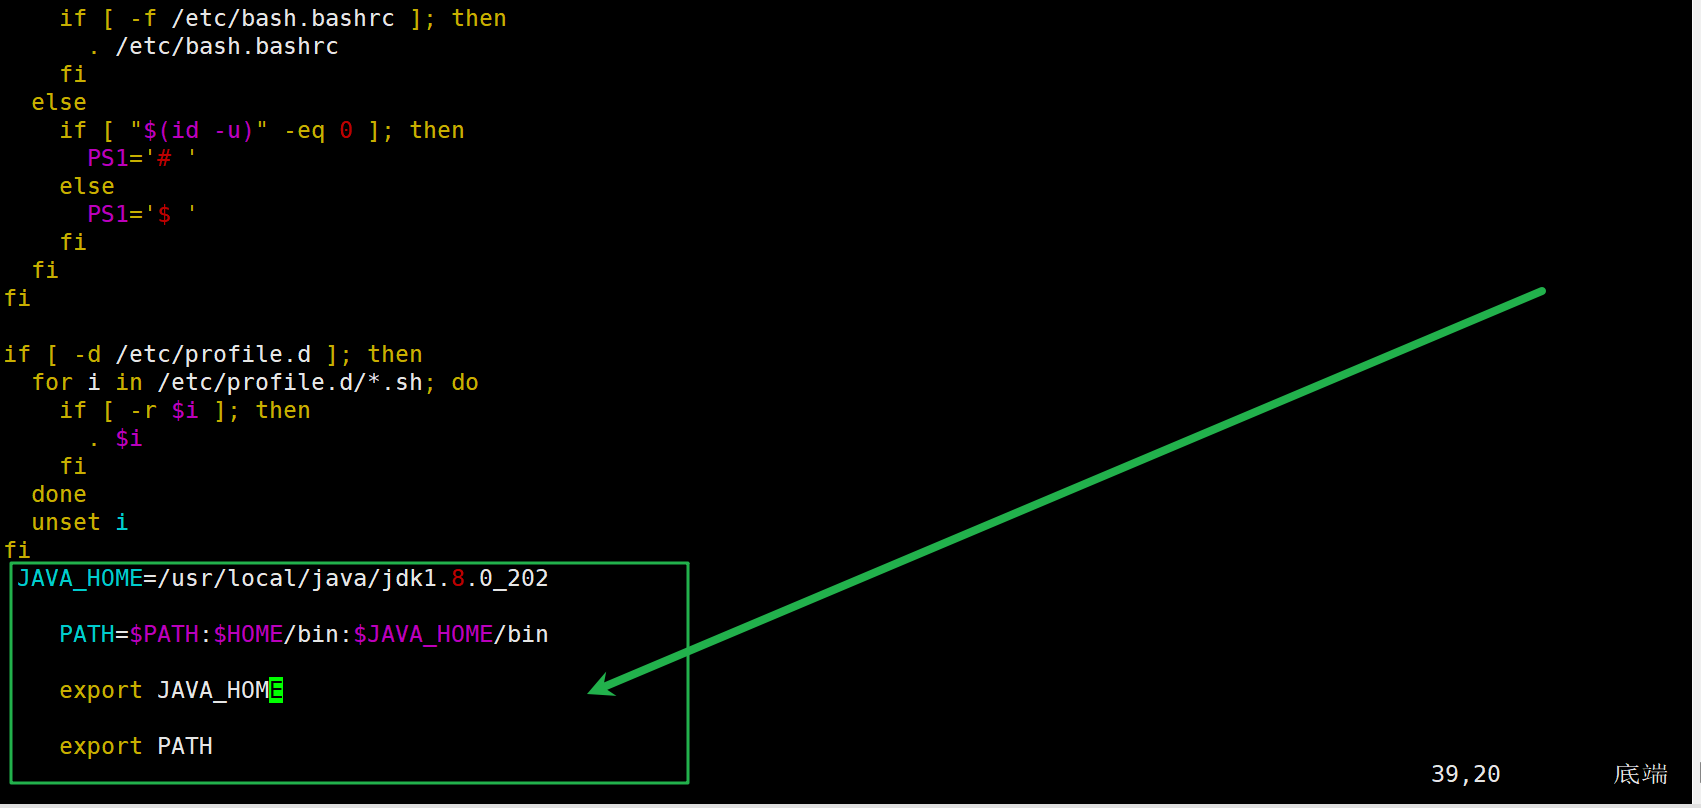 if [ -f /etc/bash.bashrc ]; then
. /etc/bash.bashrc
fi
else
if [ "$(id -u)" -eq 0 ]; then
PS1='# '
else
PS1='$ '
fi
fi
fi
if [ -d /etc/profile.d ]; then
for i in /etc/profile.d/*.sh; do
if [ -r $i ]; then
. $i
fi
done
unset i
fi
JAVA_HOME=/usr/local/java/jdk1.8.0_202
PATH=$PATH:$HOME/bin:$JAVA_HOME/bin
export JAVA_HOME
export PATH
39,20 底端